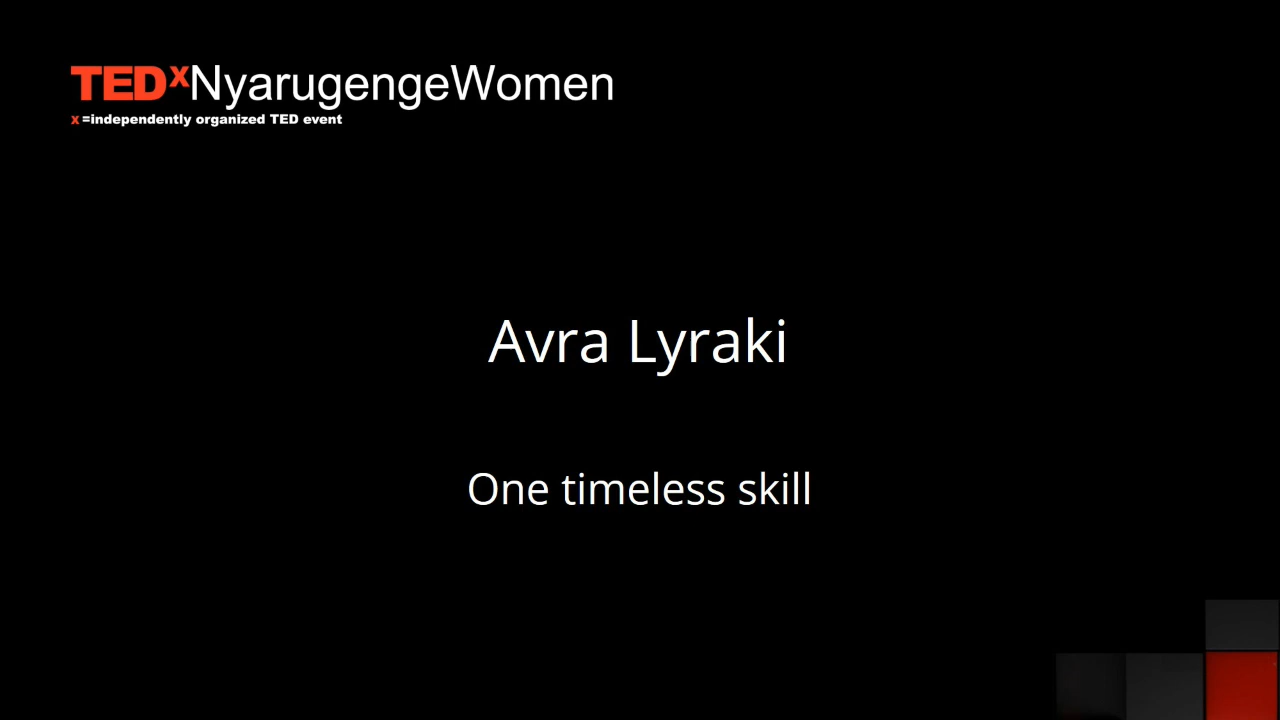 TEDxNyarugengeWomen
x =independently organized TED event
Avra Lyraki
One timeless skill